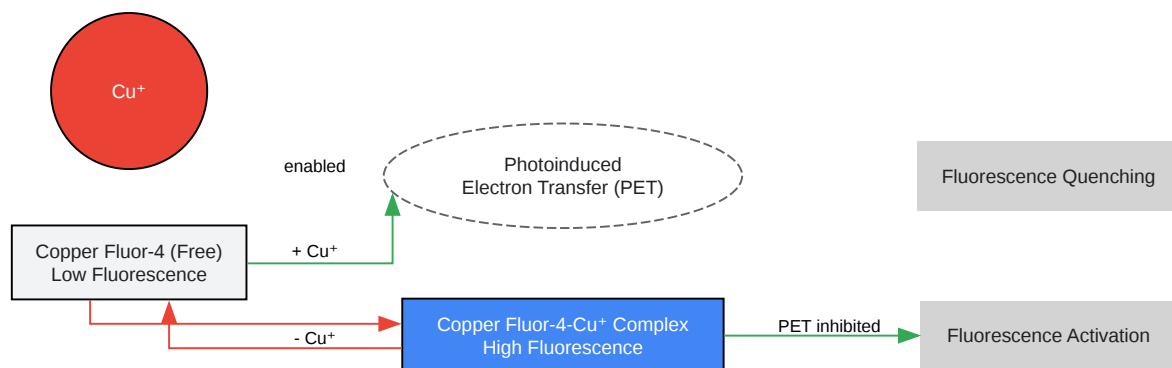 Cu⁺
enabled
Photoinduced
Electron Transfer (PET)
Fluorescence Quenching
Copper Fluor-4 (Free)
Low Fluorescence
+ Cu⁺
- Cu⁺
Copper Fluor-4-Cu⁺ Complex
High Fluorescence
PET inhibited
Fluorescence Activation